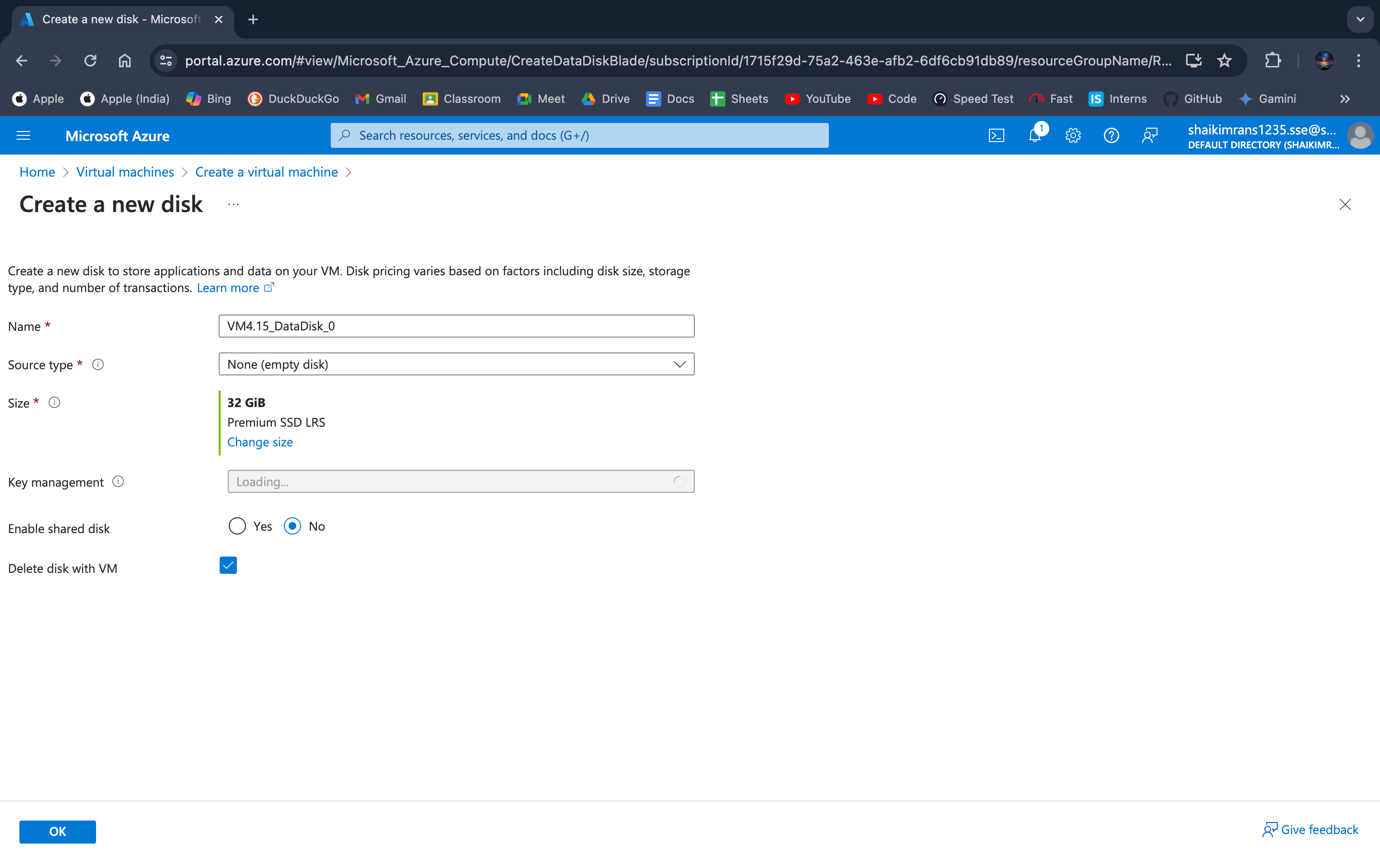 Create a new disk - Microsoft
portal.azure.com/#view/Microsoft_Azure_Compute/CreateDataDiskBlade/subscriptionId/1715f29d-75a2-463e-afb2-6df6cb91db89/resourceGroupName/R...
Apple Apple (India) Bing DuckDuckGo Gmail Classroom Meet Drive Docs Sheets YouTube Code Speed Test Fast IS Interns GitHub Gamini
Microsoft Azure Search resources, services, and docs (G+/) 1 shaikimrans1235.sse@s...
DEFAULT DIRECTORY (SHAIKIMR...
Home > Virtual machines > Create a virtual machine >
Create a new disk ...
Create a new disk to store applications and data on your VM. Disk pricing varies based on factors including disk size, storage
type, and number of transactions. Learn more
Name * VM4.15_DataDisk_0
Source type * None (empty disk)
Size * 32 GiB
Premium SSD LRS
Change size
Key management Loading...
Enable shared disk Yes No
Delete disk with VM
OK Give feedback